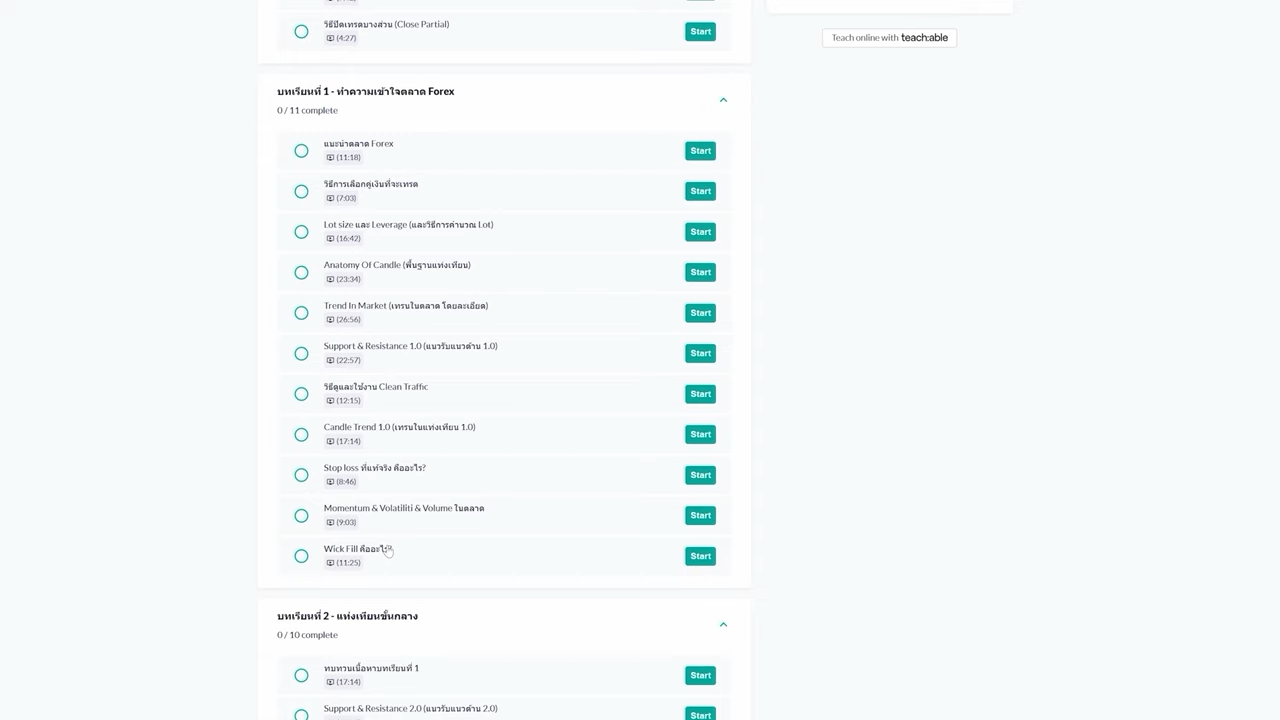 วิธีปิดเทรดบางส่วน (Close Partial)
(4:27)
Start
Teach online with teach:able
บทเรียนที่ 1 - ทำความเข้าใจตลาด Forex
0 / 11 complete
แนะนำตลาด Forex
(11:18)
Start
วิธีการเลือกคู่เงินที่จะเทรด
(7:03)
Start
Lot size และ Leverage (และวิธีการคำนวณ Lot)
(16:42)
Start
Anatomy Of Candle (พื้นฐานแท่งเทียน)
(23:34)
Start
Trend In Market (เทรนในตลาด โดยละเอียด)
(26:56)
Start
Support & Resistance 1.0 (แนวรับแนวต้าน 1.0)
(22:57)
Start
วิธีดูและใช้งาน Clean Traffic
(12:15)
Start
Candle Trend 1.0 (เทรนในแท่งเทียน 1.0)
(17:14)
Start
Stop loss ที่แท้จริง คืออะไร?
(8:46)
Start
Momentum & Volatiliti & Volume ในตลาด
(9:03)
Start
Wick Fill คืออะไร?
(11:25)
Start
บทเรียนที่ 2 - แท่งเทียนขั้นกลาง
0 / 10 complete
ทบทวนเนื้อหาบทเรียนที่ 1
(17:14)
Start
Support & Resistance 2.0 (แนวรับแนวต้าน 2.0)
Start